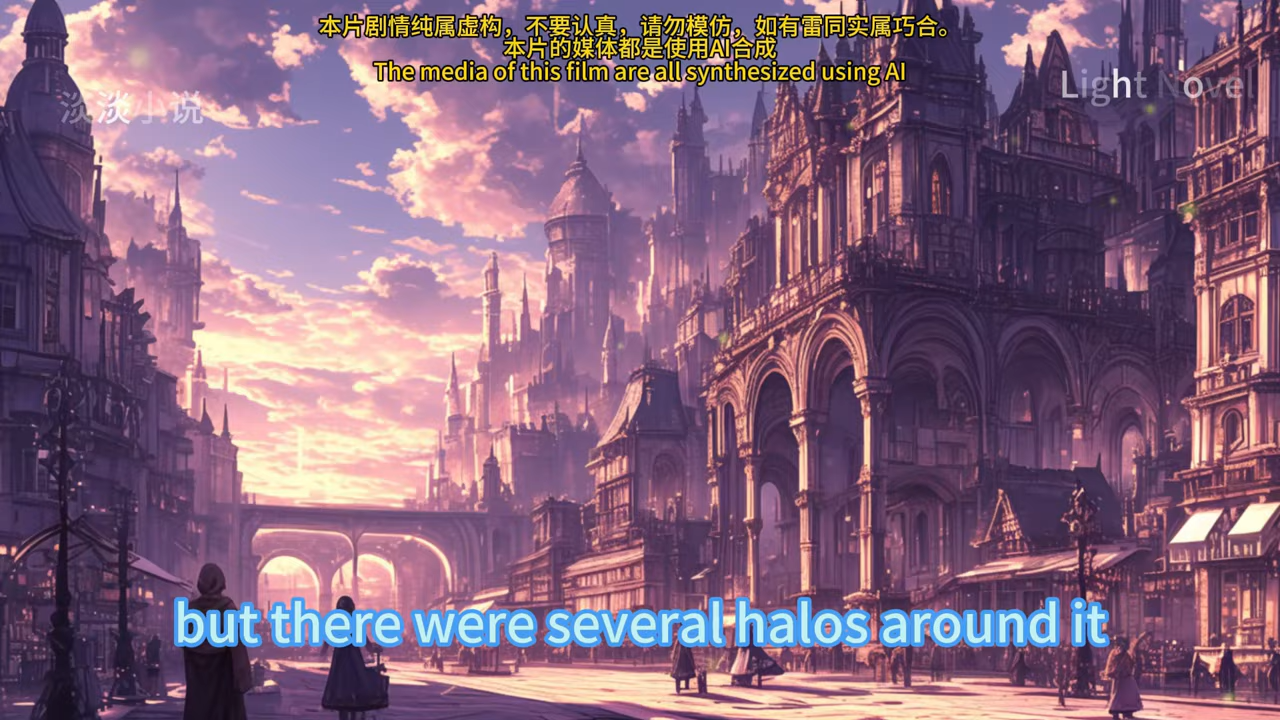 本片剧情纯属虚构，不要认真，请勿模仿，如有雷同实属巧合。
本片的媒体都是使用AI合成
The media of this film are all synthesized using AI
淡淡小说
Light Novel
but there were several halos around it